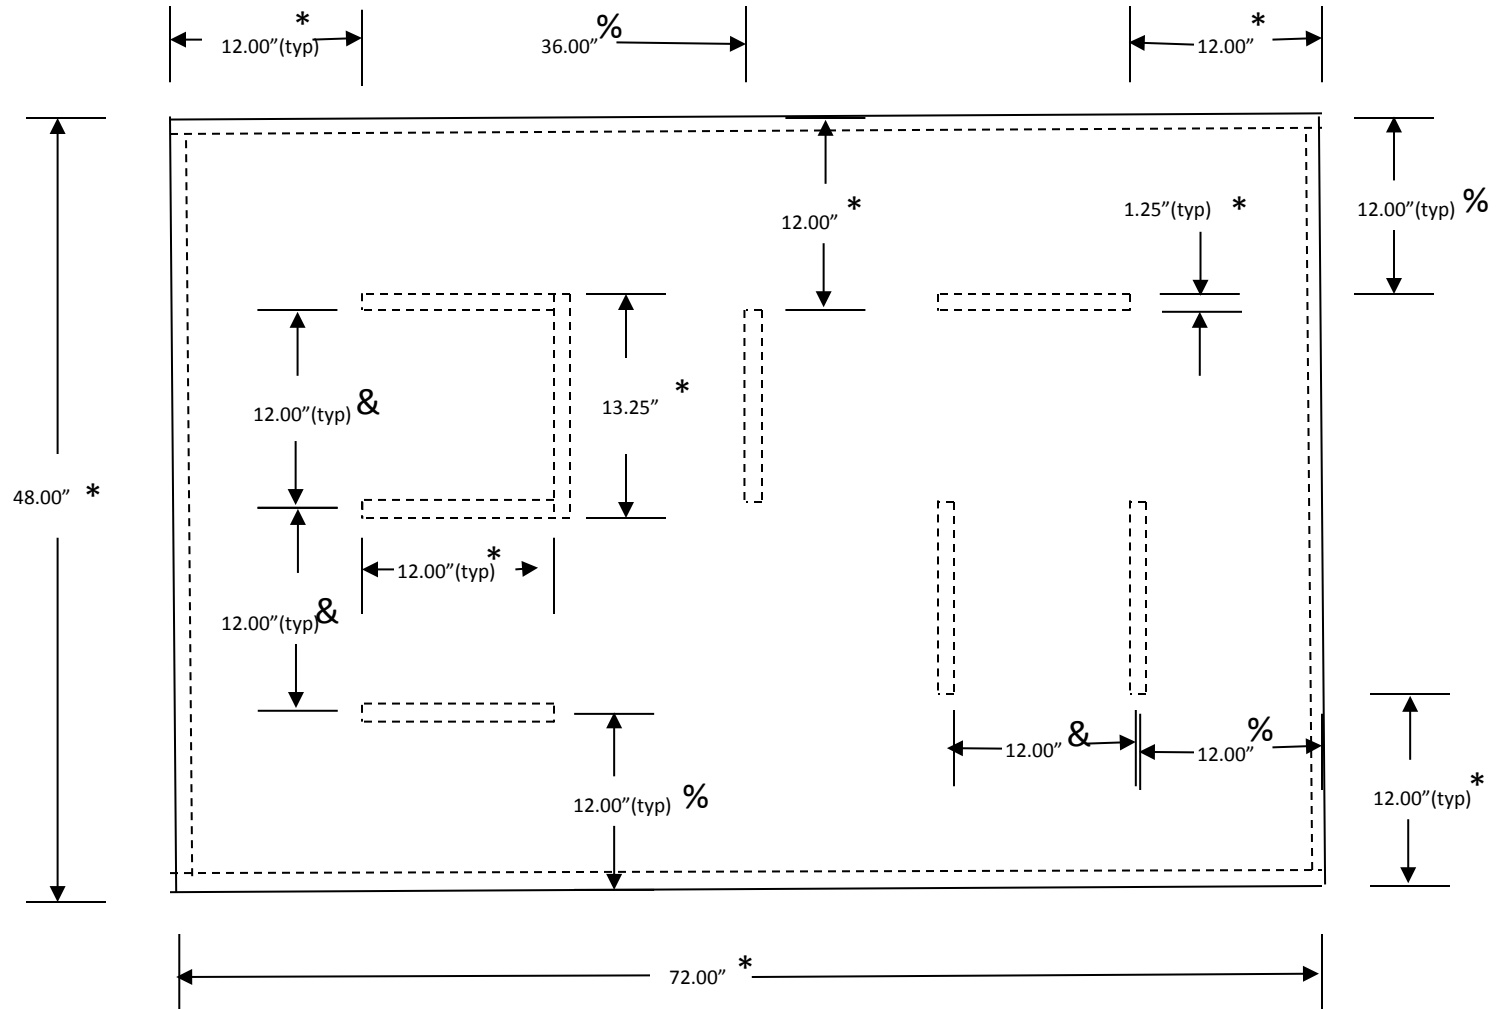 12.00”(typ) *
36.00” %
12.00” *
12.00” *
1.25”(typ) *
12.00”(typ) %
12.00”(typ) &
13.25” *
48.00” *
12.00”(typ) *
12.00”(typ) &
12.00” &
12.00” %
12.00”(typ) %
12.00”(typ) *
72.00” *